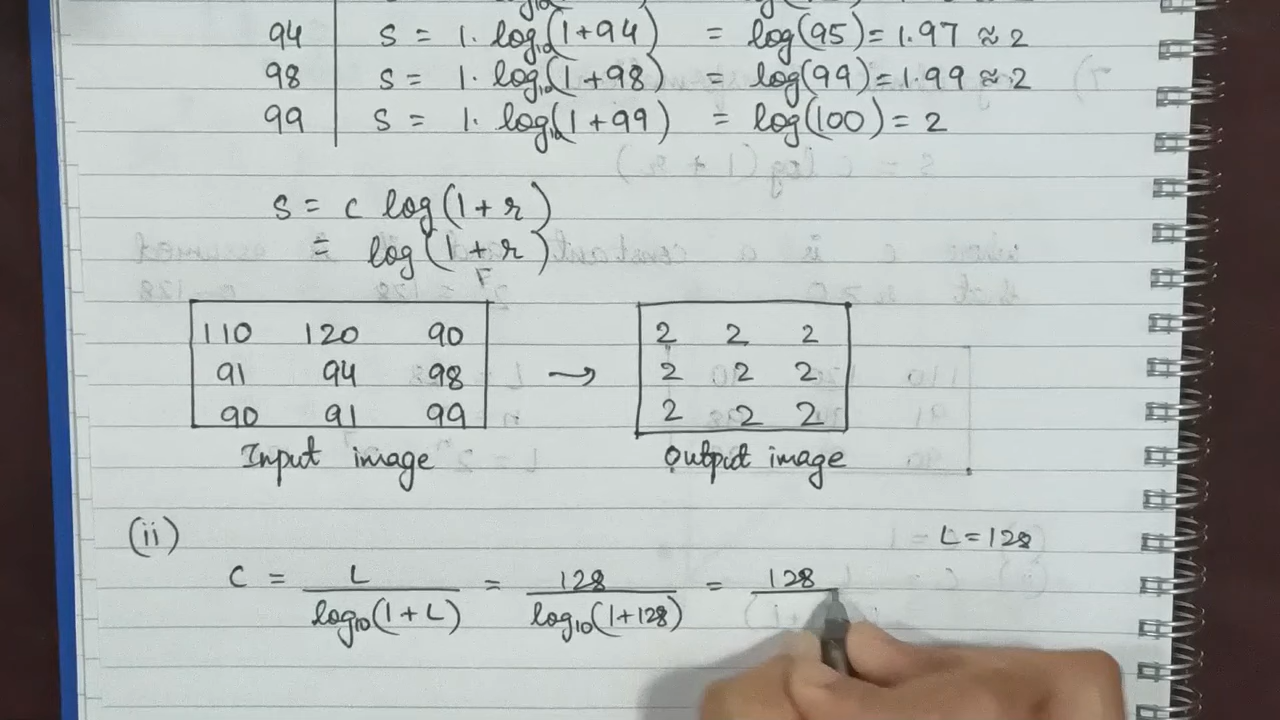 94 S = 1. log10(1+94) = log(95) = 1.97 ≈ 2
98 S = 1. log10(1+98) = log(99) = 1.99 ≈ 2
99 S = 1. log10(1+99) = log(100) = 2
S = C log(1+r)
= log(1+r)
110 120 90
91 94 98
90 91 99
→
2 2 2
2 2 2
2 2 2
Input image
Output image
(ii)
L=128
C = L / log10(1+L) = 128 / log10(1+128) = 128